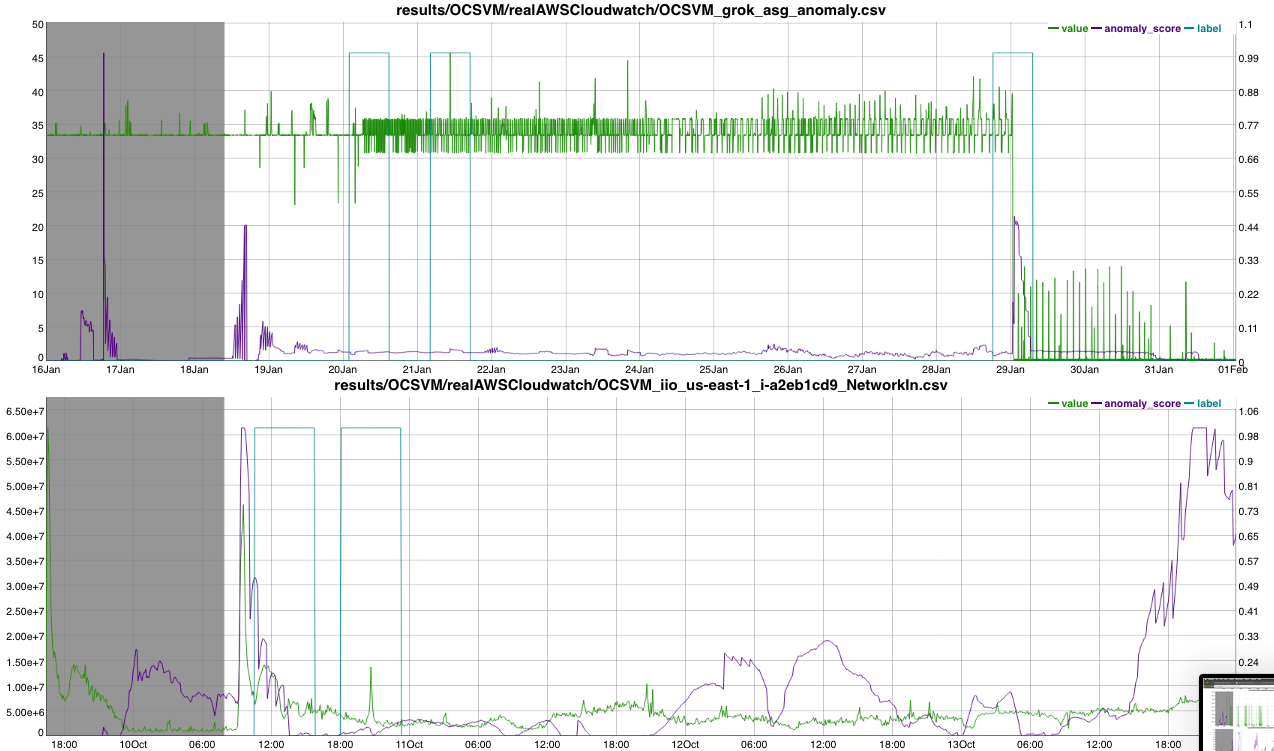 results/OCSVM/realAWSCloudwatch/OCSVM_grok_asg_anomaly.csv
value anomaly_score label
50 1.1
45 0.99
40 0.88
35 0.77
30 0.66
25 0.55
20 0.44
15 0.33
10 0.22
5 0.11
0 0
16Jan 17Jan 18Jan 19Jan 20Jan 21Jan 22Jan 23Jan 24Jan 25Jan 26Jan 27Jan 28Jan 29Jan 30Jan 31Jan 01Feb
results/OCSVM/realAWSCloudwatch/OCSVM_iio_us-east-1_i-a2eb1cd9_NetworkIn.csv
value anomaly_score label
6.50e+7 1.06
6.00e+7 0.98
5.50e+7 0.9
5.00e+7 0.81
4.50e+7 0.73
4.00e+7 0.65
3.50e+7 0.57
3.00e+7 0.49
2.50e+7 0.41
2.00e+7 0.33
1.50e+7 0.24
1.00e+7
5.00e+6
0
18:00 10Oct 06:00 12:00 18:00 11Oct 06:00 12:00 18:00 12Oct 06:00 12:00 18:00 13Oct 06:00 12:00 18:00